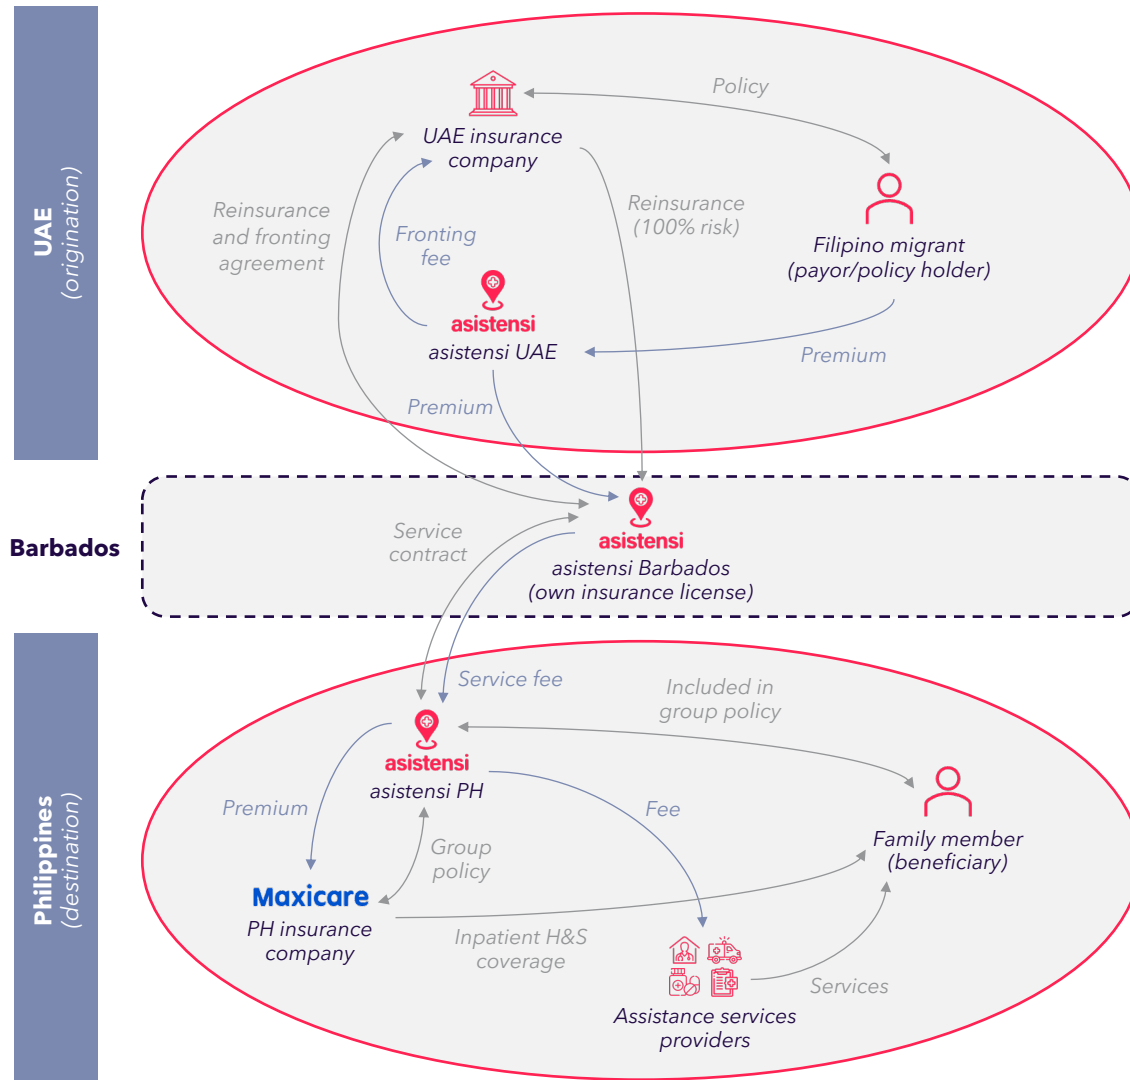 UAE
(origination)
Policy
UAE insurance
company
Reinsurance
and fronting
agreement
Fronting
fee
Reinsurance
(100% risk)
Filipino migrant
(payor/policy holder)
asistensi
asistensi UAE
Premium
Premium
Barbados
Service
contract
asistensi
asistensi Barbados
(own insurance license)
Philippines
(destination)
Service fee
Included in
group policy
asistensi
asistensi PH
Premium
Fee
Group
policy
Family member
(beneficiary)
Maxicare
PH insurance
company
Inpatient H&S
coverage
Services
Assistance services
providers